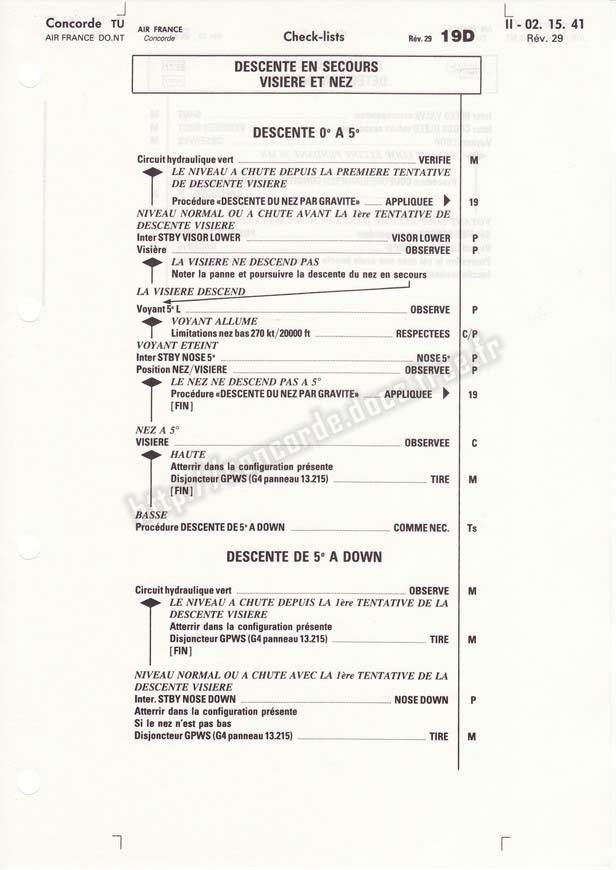 Concorde TU
AIR FRANCE DO.NT
AIR FRANCE
Concorde
Check-lists
Rév. 29 19D
II - 02. 15. 41
Rév. 29
DESCENTE EN SECOURS
VISIERE ET NEZ
DESCENTE 0° A 5°
Circuit hydraulique vert VERIFIE M
LE NIVEAU A CHUTE DEPUIS LA PREMIERE TENTATIVE
DE DESCENTE VISIERE
Procédure «DESCENTE DU NEZ PAR GRAVITE» APPLIQUEE 19
NIVEAU NORMAL OU A CHUTE AVANT LA 1ère TENTATIVE DE
DESCENTE VISIERE
Inter STBY VISOR LOWER VISOR LOWER P
Visière OBSERVEE P
LA VISIERE NE DESCEND PAS
Noter la panne et poursuivre la descente du nez en secours
LA VISIERE DESCEND
Voyant 5° L OBSERVE P
VOYANT ALLUME
Limitations nez bas 270 kt/20000 ft RESPECTEES C/P
VOYANT ETEINT
Inter STBY NOSE 5° NOSE 5° P
Position NEZ/VISIERE OBSERVEE P
LE NEZ NE DESCEND PAS A 5°
Procédure «DESCENTE DU NEZ PAR GRAVITE» APPLIQUEE 19
[FIN]
NEZ A 5°
VISIERE OBSERVEE C
HAUTE
Atterrir dans la configuration présente
Disjoncteur GPWS (G4 panneau 13.215) TIRE M
[FIN]
BASSE
Procédure DESCENTE DE 5° A DOWN COMME NEC. Ts
DESCENTE DE 5° A DOWN
Circuit hydraulique vert OBSERVE M
LE NIVEAU A CHUTE DEPUIS LA 1ère TENTATIVE DE LA
DESCENTE VISIERE
Atterrir dans la configuration présente
Disjoncteur GPWS (G4 panneau 13.215) TIRE M
[FIN]
NIVEAU NORMAL OU A CHUTE AVEC LA 1ère TENTATIVE DE LA
DESCENTE VISIERE
Inter. STBY NOSE DOWN NOSE DOWN P
Atterrir dans la configuration présente
Si le nez n'est pas bas
Disjoncteur GPWS (G4 panneau 13.215) TIRE M